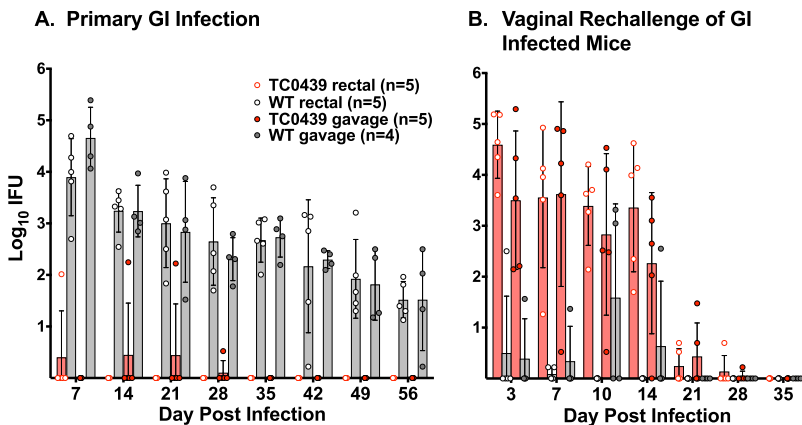 A. Primary GI Infection
6
5
4
3
2
1
Log10 IFU
TC0439 rectal (n=5)
WT rectal (n=5)
TC0439 gavage (n=5)
WT gavage (n=4)
7 14 21 28 35 42 49 56
Day Post Infection
B. Vaginal Rechallenge of GI
Infected Mice
6
5
4
3
2
1
3 7 10 14 21 28 35
Day Post Infection